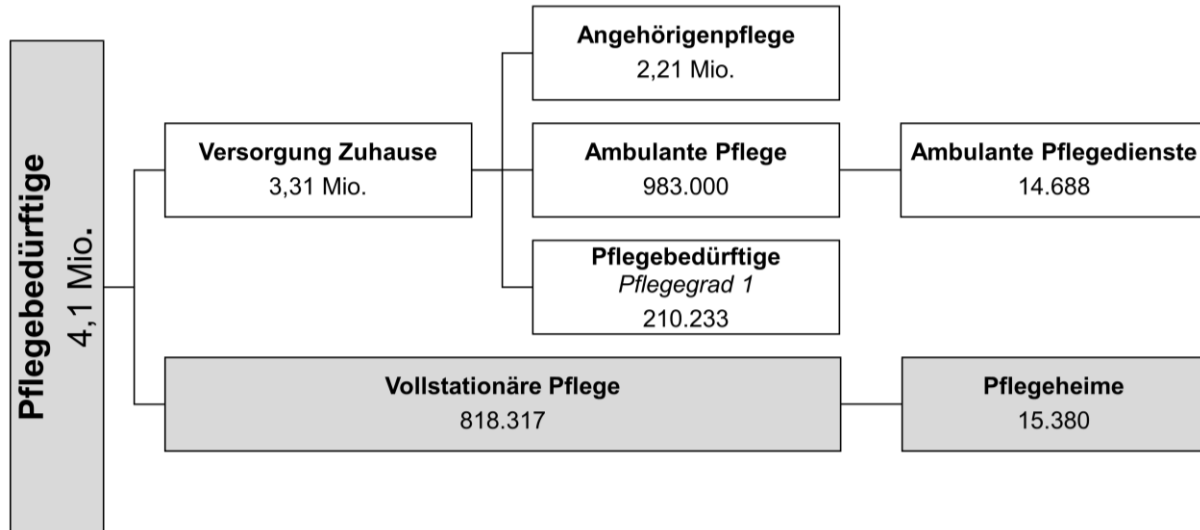 Pflegebedürftige
4,1 Mio.
Versorgung Zuhause
3,31 Mio.
Angehörigenpflege
2,21 Mio.
Ambulante Pflege
983.000
Ambulante Pflegedienste
14.688
Pflegebedürftige
Pflegegrad 1
210.233
Vollstationäre Pflege
818.317
Pflegeheime
15.380